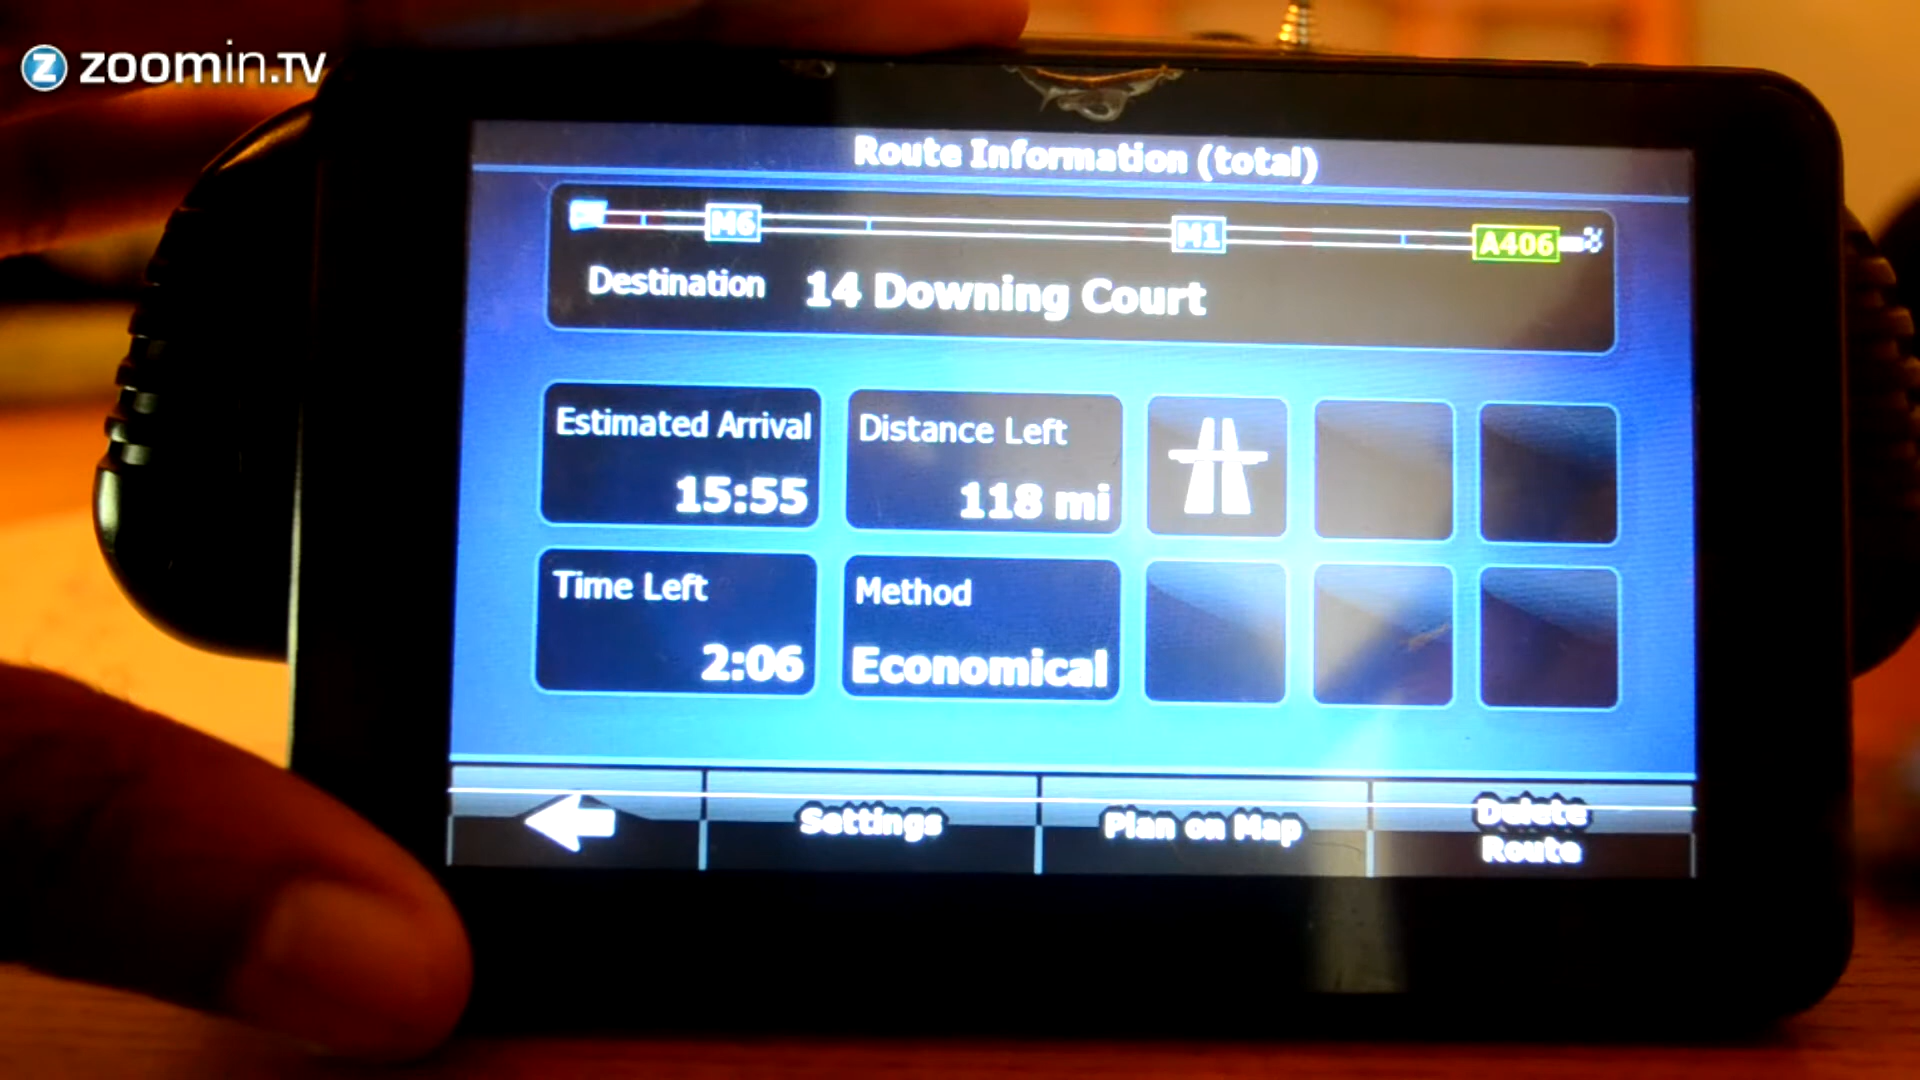 zoomin.TV
Route Information (total)
M6 M1 A406
Destination 14 Downing Court
Estimated Arrival
15:55
Distance Left
118 mi
Time Left
2:06
Method
Economical
Settings
Plan on Map
Delete
Route